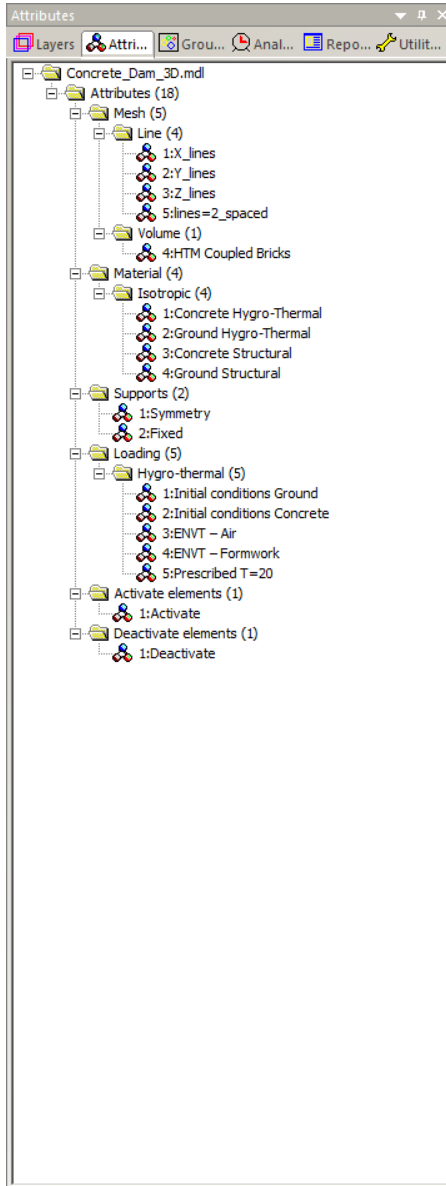 Attributes
Layers Attri... Grou... Anal... Repo... Utilit...
Concrete_Dam_3D.mdl
Attributes (18)
Mesh (5)
Line (4)
1:X_lines
2:Y_lines
3:Z_lines
5:lines=2_spaced
Volume (1)
4:HTM Coupled Bricks
Material (4)
Isotropic (4)
1:Concrete Hygro-Thermal
2:Ground Hygro-Thermal
3:Concrete Structural
4:Ground Structural
Supports (2)
1:Symmetry
2:Fixed
Loading (5)
Hygro-thermal (5)
1:Initial conditions Ground
2:Initial conditions Concrete
3:ENVT – Air
4:ENVT – Formwork
5:Prescribed T=20
Activate elements (1)
1:Activate
Deactivate elements (1)
1:Deactivate